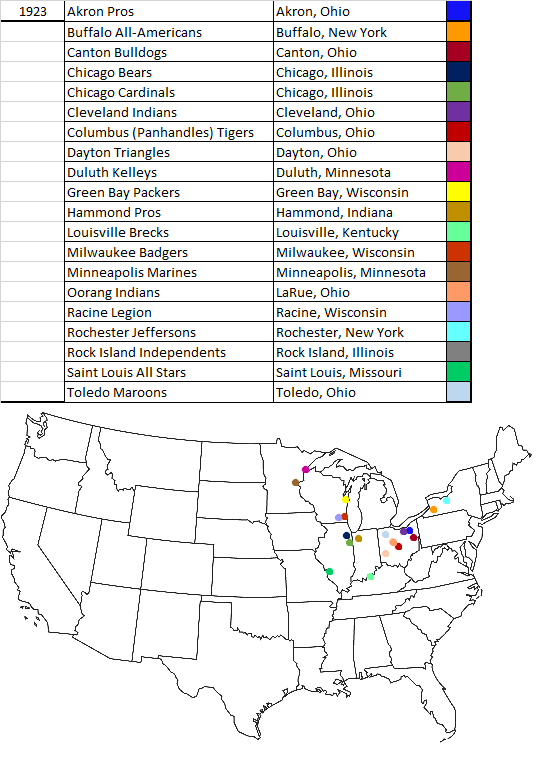 1923 Akron Pros Akron, Ohio
Buffalo All-Americans Buffalo, New York
Canton Bulldogs Canton, Ohio
Chicago Bears Chicago, Illinois
Chicago Cardinals Chicago, Illinois
Cleveland Indians Cleveland, Ohio
Columbus (Panhandles) Tigers Columbus, Ohio
Dayton Triangles Dayton, Ohio
Duluth Kelleys Duluth, Minnesota
Green Bay Packers Green Bay, Wisconsin
Hammond Pros Hammond, Indiana
Louisville Brecks Louisville, Kentucky
Milwaukee Badgers Milwaukee, Wisconsin
Minneapolis Marines Minneapolis, Minnesota
Oorang Indians LaRue, Ohio
Racine Legion Racine, Wisconsin
Rochester Jeffersons Rochester, New York
Rock Island Independents Rock Island, Illinois
Saint Louis All Stars Saint Louis, Missouri
Toledo Maroons Toledo, Ohio